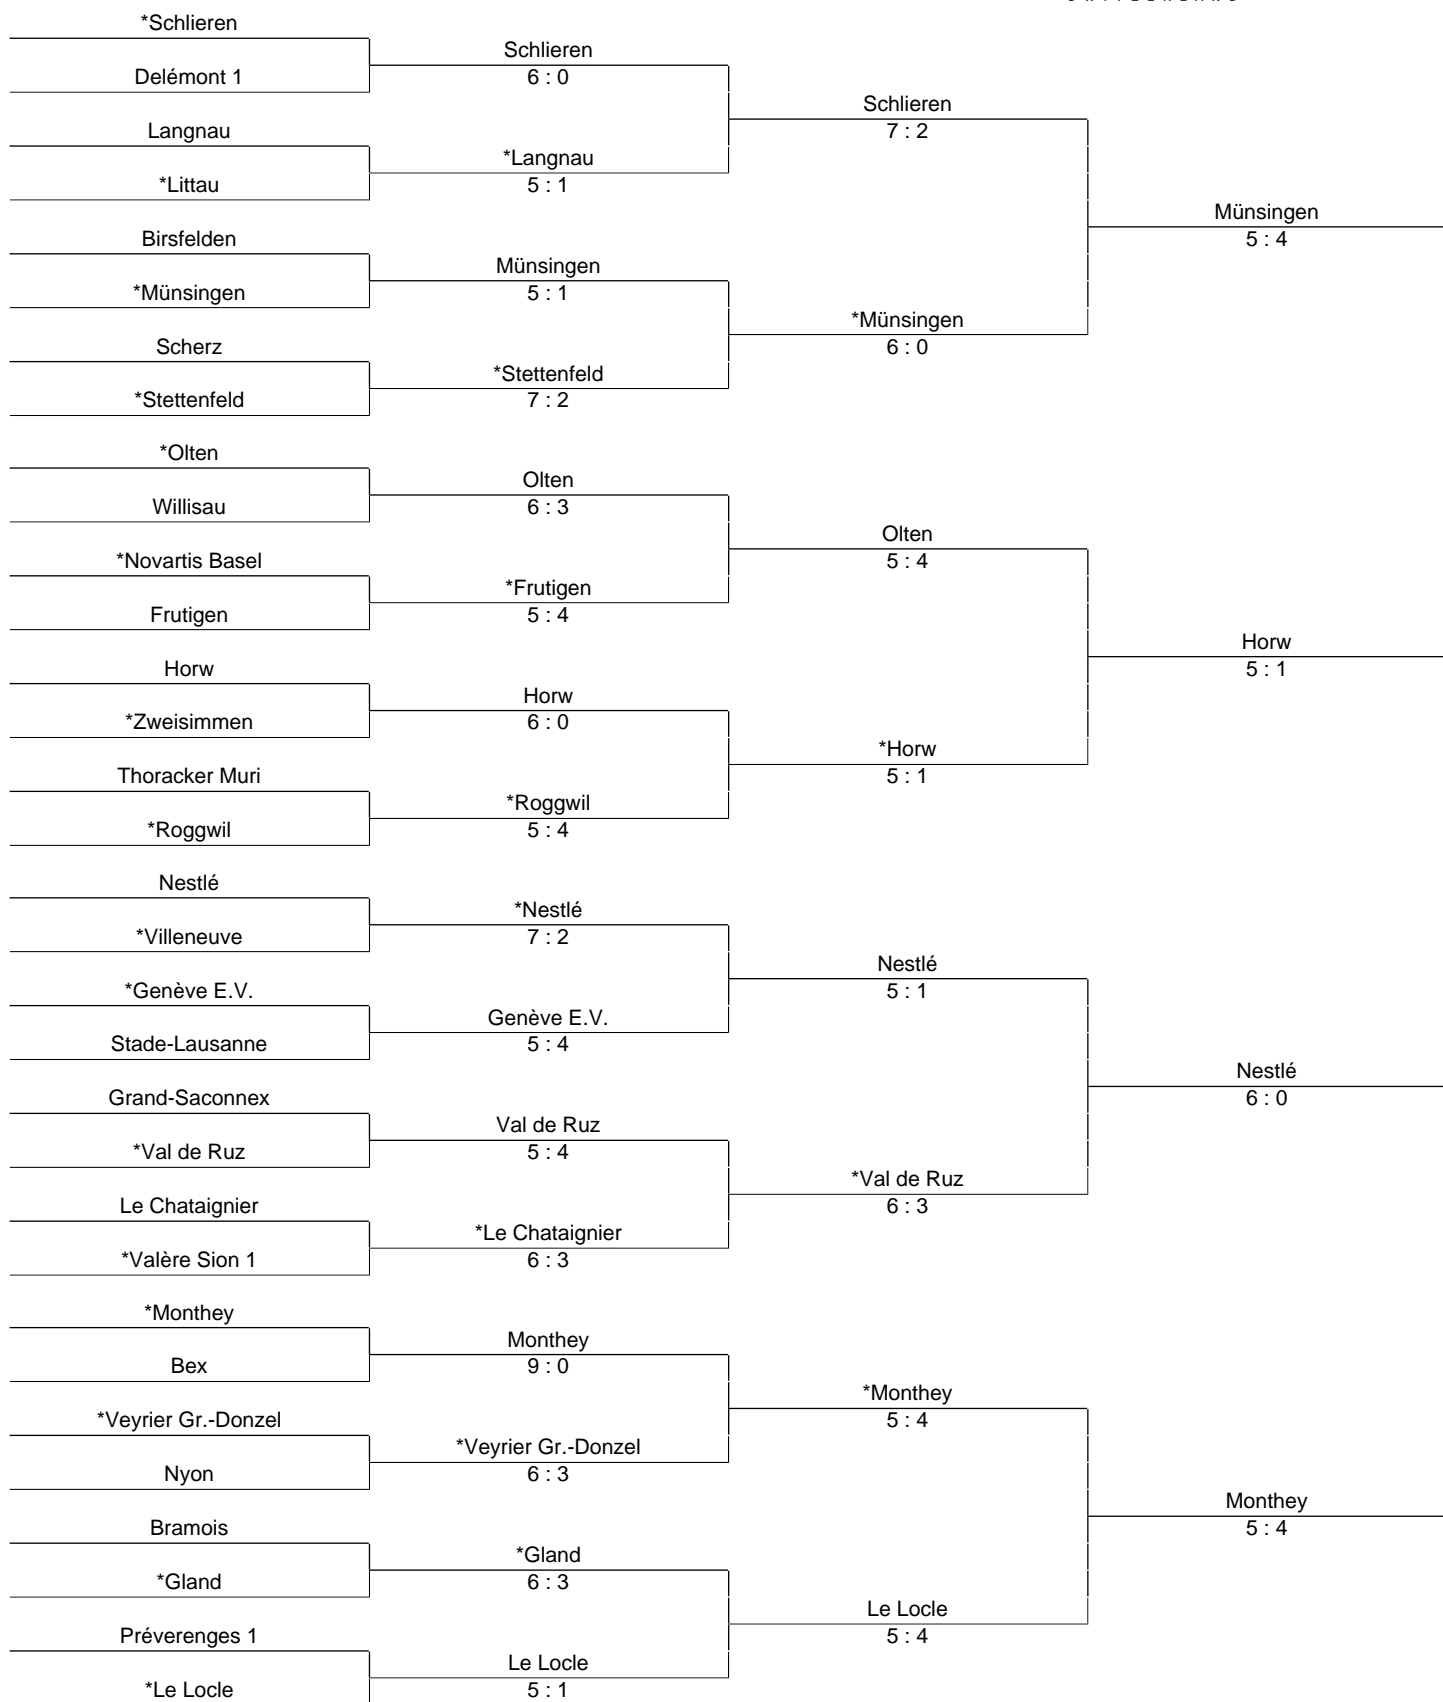 *Schlieren
Schlieren
Delémont 1
6 : 0
Schlieren
Langnau
7 : 2
*Langnau
*Littau
5 : 1
Münsingen
Birsfelden
5 : 4
Münsingen
*Münsingen
5 : 1
*Münsingen
Scherz
6 : 0
*Stettenfeld
*Stettenfeld
7 : 2
*Olten
Olten
Willisau
6 : 3
Olten
*Novartis Basel
5 : 4
*Frutigen
Frutigen
5 : 4
Horw
Horw
5 : 1
Horw
*Zweisimmen
6 : 0
*Horw
Thoracker Muri
5 : 1
*Roggwil
*Roggwil
5 : 4
Nestlé
*Nestlé
*Villeneuve
7 : 2
Nestlé
*Genève E.V.
5 : 1
Genève E.V.
Stade-Lausanne
5 : 4
Nestlé
Grand-Saconnex
6 : 0
Val de Ruz
*Val de Ruz
5 : 4
*Val de Ruz
Le Chataignier
6 : 3
*Le Chataignier
*Valère Sion 1
6 : 3
*Monthey
Monthey
Bex
9 : 0
*Monthey
*Veyrier Gr.-Donzel
5 : 4
*Veyrier Gr.-Donzel
Nyon
6 : 3
Monthey
Bramois
5 : 4
*Gland
*Gland
6 : 3
Le Locle
Préverenges 1
5 : 4
Le Locle
*Le Locle
5 : 1